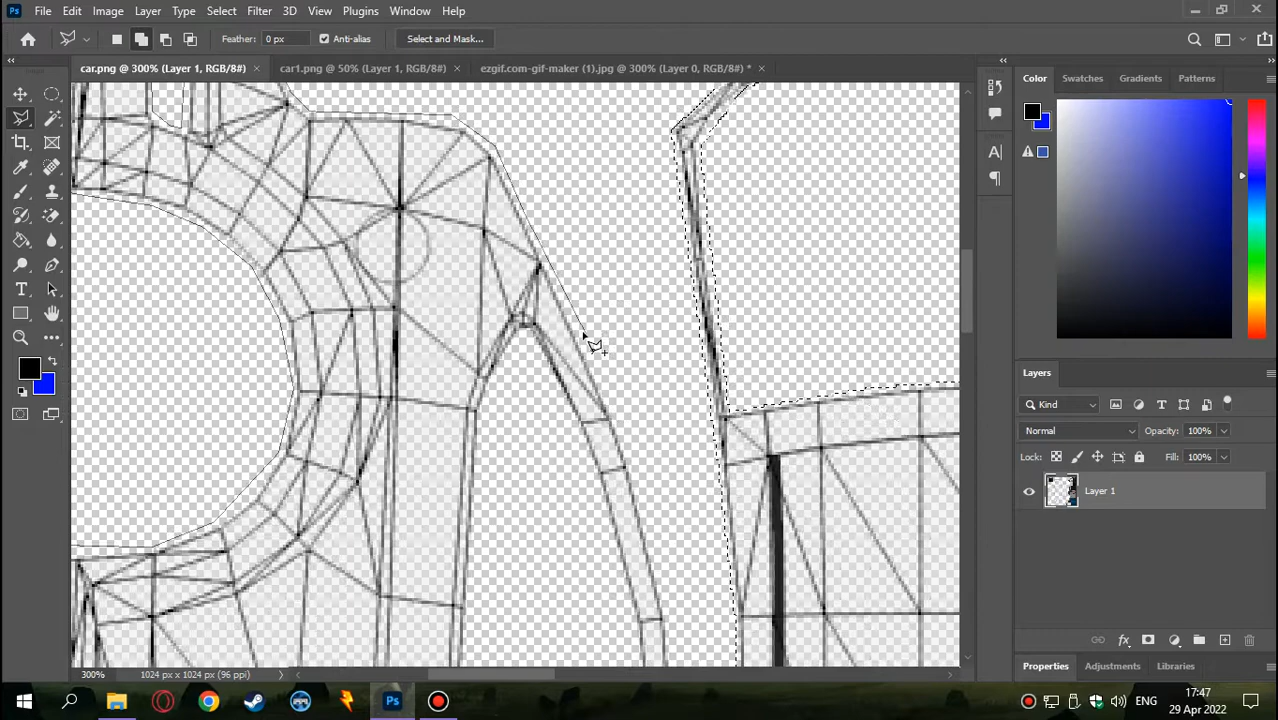 Ps File Edit Image Layer Type Select Filter 3D View Plugins Window Help
Feather: 0 px Anti-alias Select and Mask...
car.png @ 300% (Layer 1, RGB/8#) × car1.png @ 50% (Layer 1, RGB/8#) × ezgif.com-gif-maker (1).jpg @ 300% (Layer 0, RGB/8#) * ×
Color Swatches Gradients Patterns
Layers
Kind
Normal Opacity: 100%
Lock: Fill: 100%
Layer 1
300% 1024 px x 1024 px (96 ppi)
Properties Adjustments Libraries
Ps ENG 17:47
29 Apr 2022